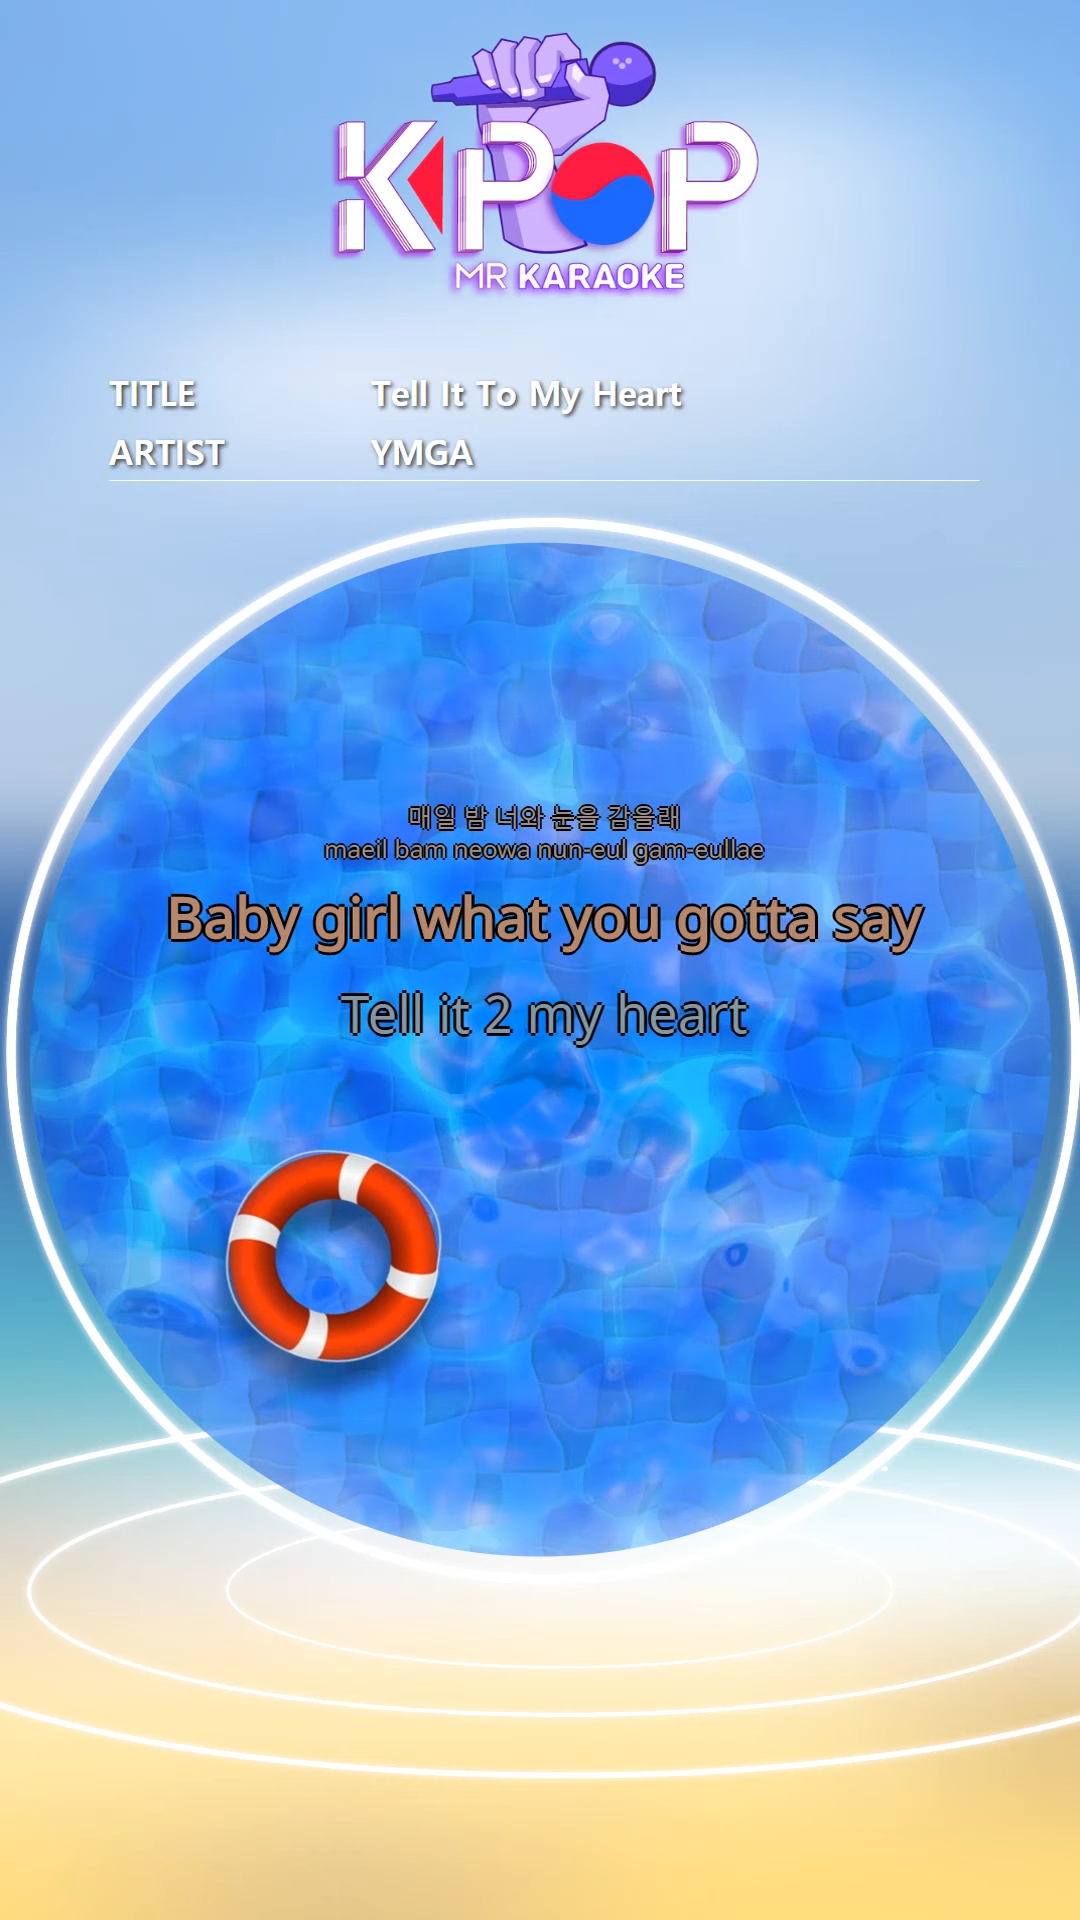 KPOP
MR KARAOKE
TITLE Tell It To My Heart
ARTIST YMGA
매일 밤 너와 눈을 감을래
maeil bam neowa nun-eul gam-eullae
Baby girl what you gotta say
Tell it 2 my heart